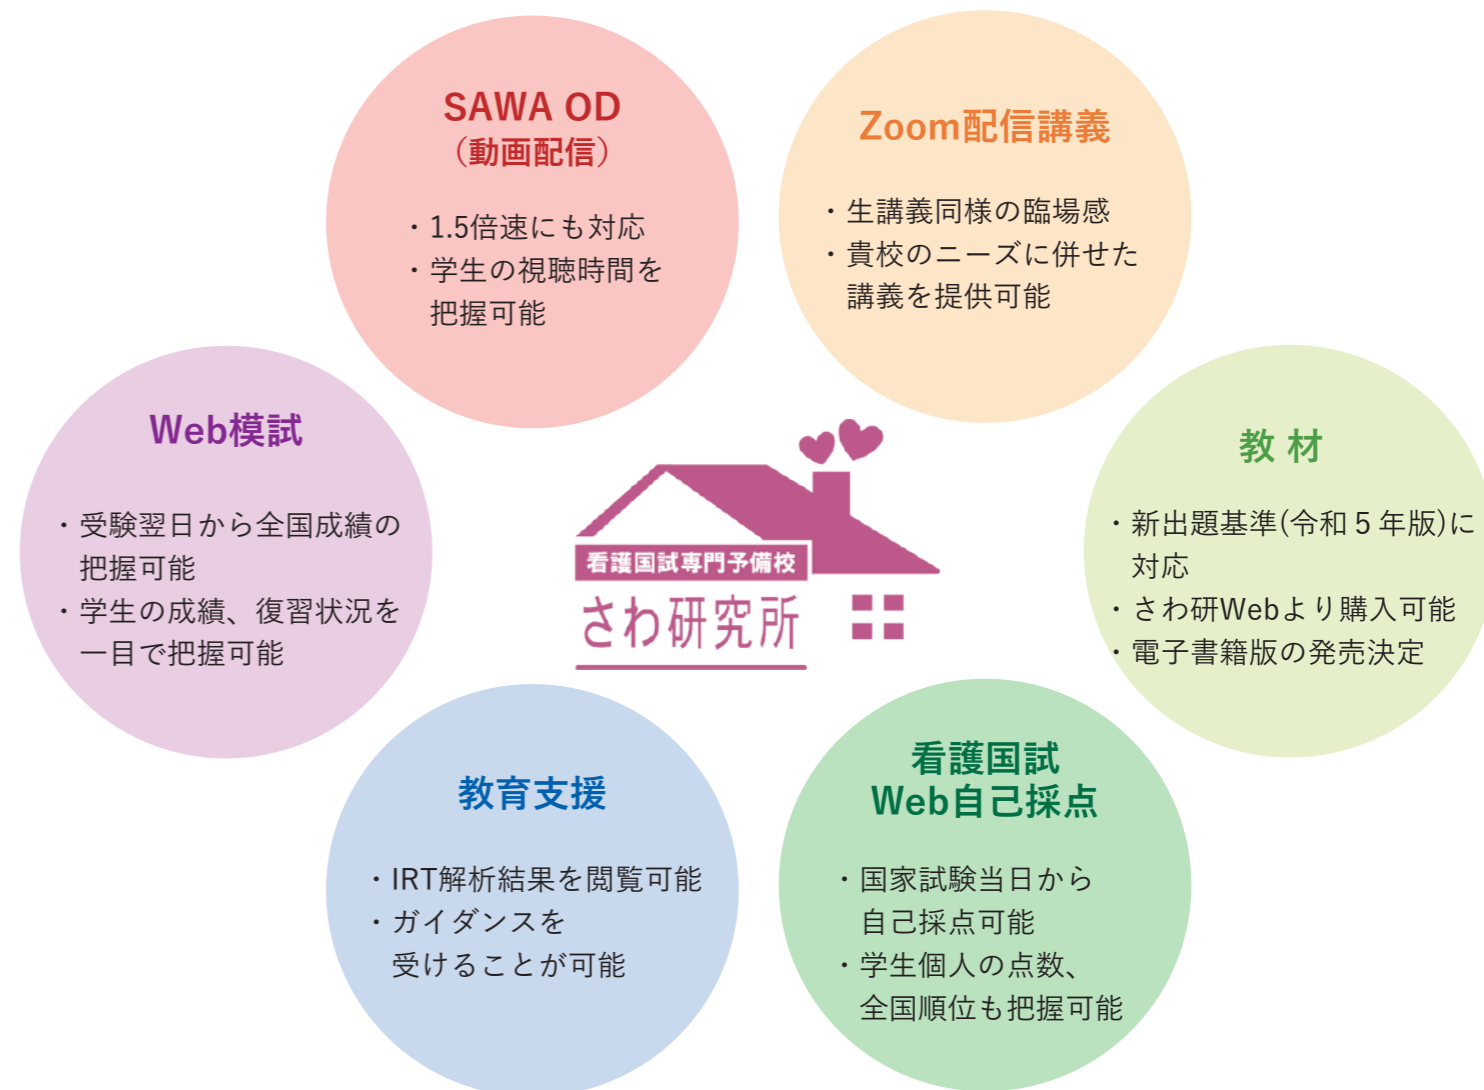 SAWA OD
（動画配信）
・1.5倍速にも対応
・学生の視聴時間を
把握可能
Zoom配信講義
・生講義同様の臨場感
・貴校のニーズに併せた
講義を提供可能
Web模試
・受験翌日から全国成績の
把握可能
・学生の成績、復習状況を
一目で把握可能
看護国試専門予備校
さわ研究所
教 材
・新出題基準(令和５年版)に
対応
・さわ研Webより購入可能
・電子書籍版の発売決定
教育支援
・IRT解析結果を閲覧可能
・ガイダンスを
受けることが可能
看護国試
Web自己採点
・国家試験当日から
自己採点可能
・学生個人の点数、
全国順位も把握可能